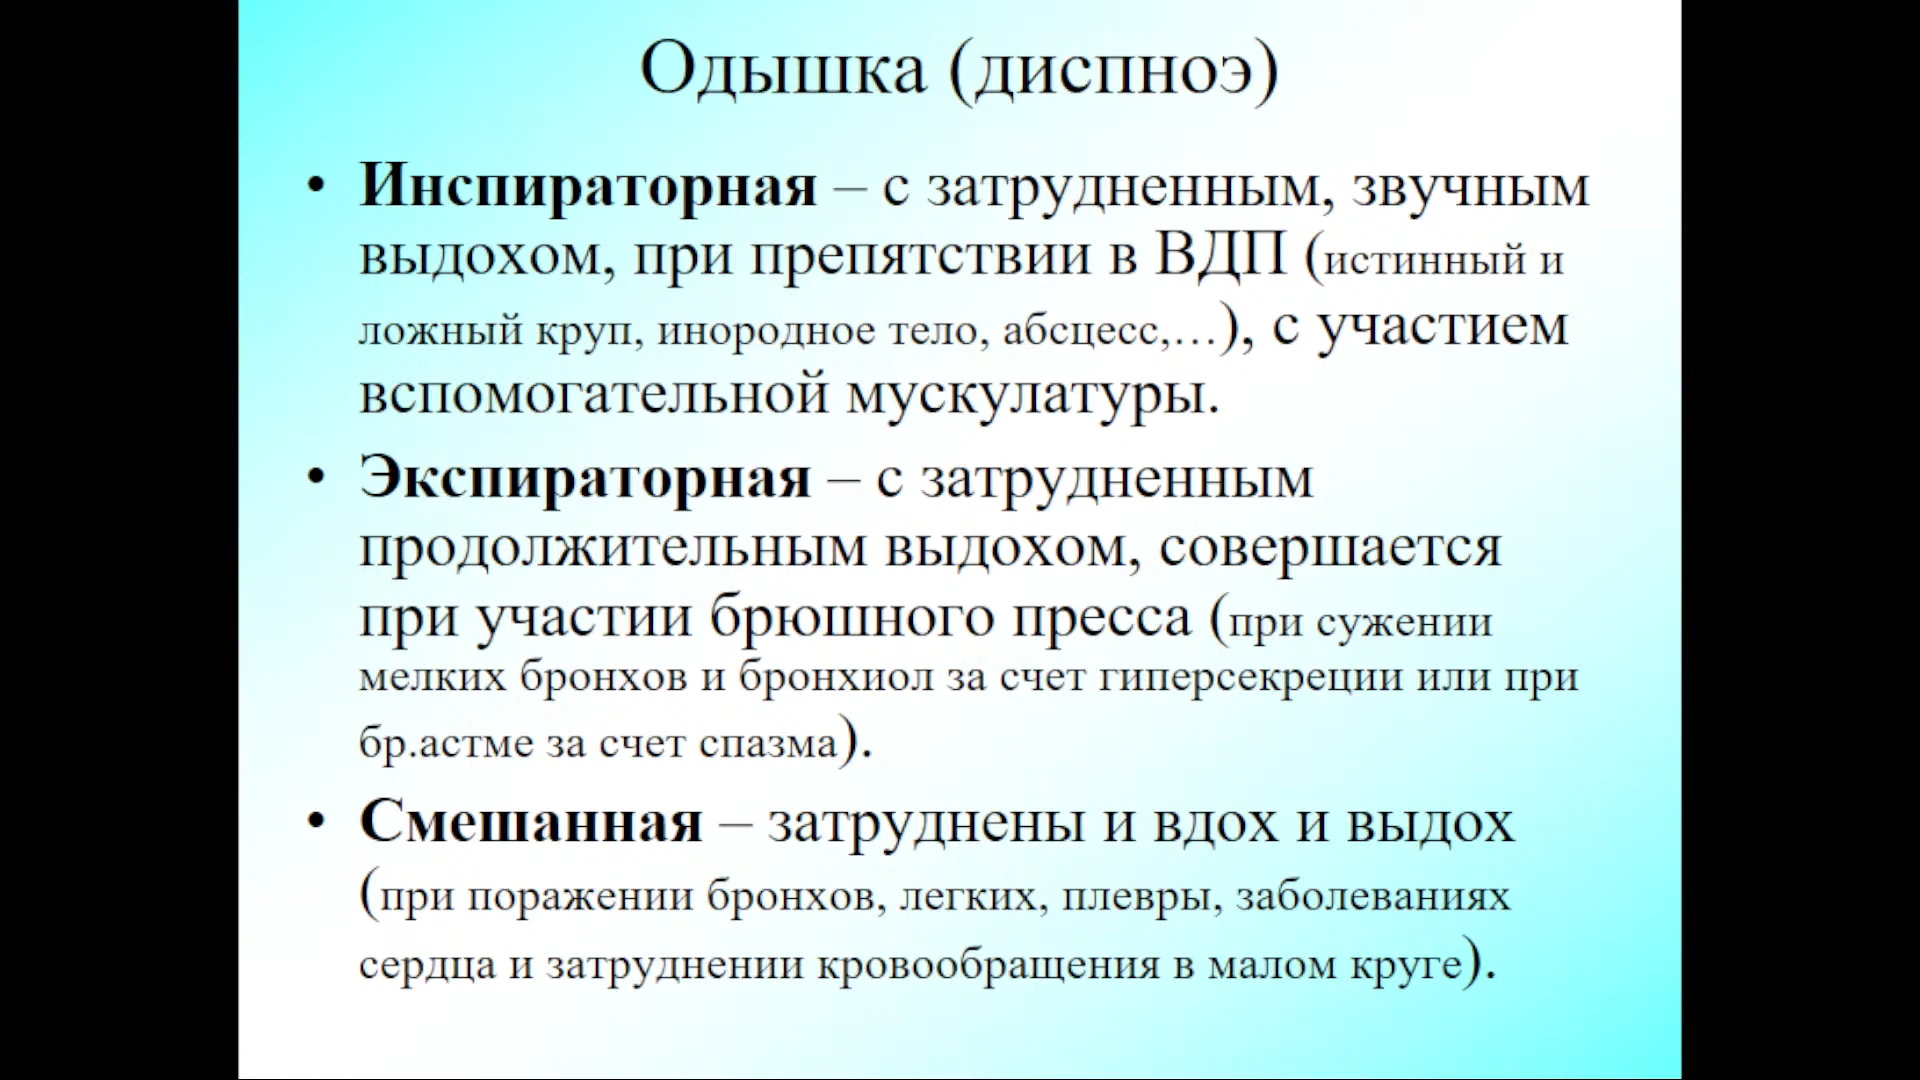 Одышка (диспноэ)
• Инспираторная – с затрудненным, звучным
выдохом, при препятствии в ВДП (истинный и
ложный круп, инородное тело, абсцесс,…), с участием
вспомогательной мускулатуры.
• Экспираторная – с затрудненным
продолжительным выдохом, совершается
при участии брюшного пресса (при сужении
мелких бронхов и бронхиол за счет гиперсекреции или при
бр.астме за счет спазма).
• Смешанная – затруднены и вдох и выдох
(при поражении бронхов, легких, плевры, заболеваниях
сердца и затруднении кровообращения в малом круге).